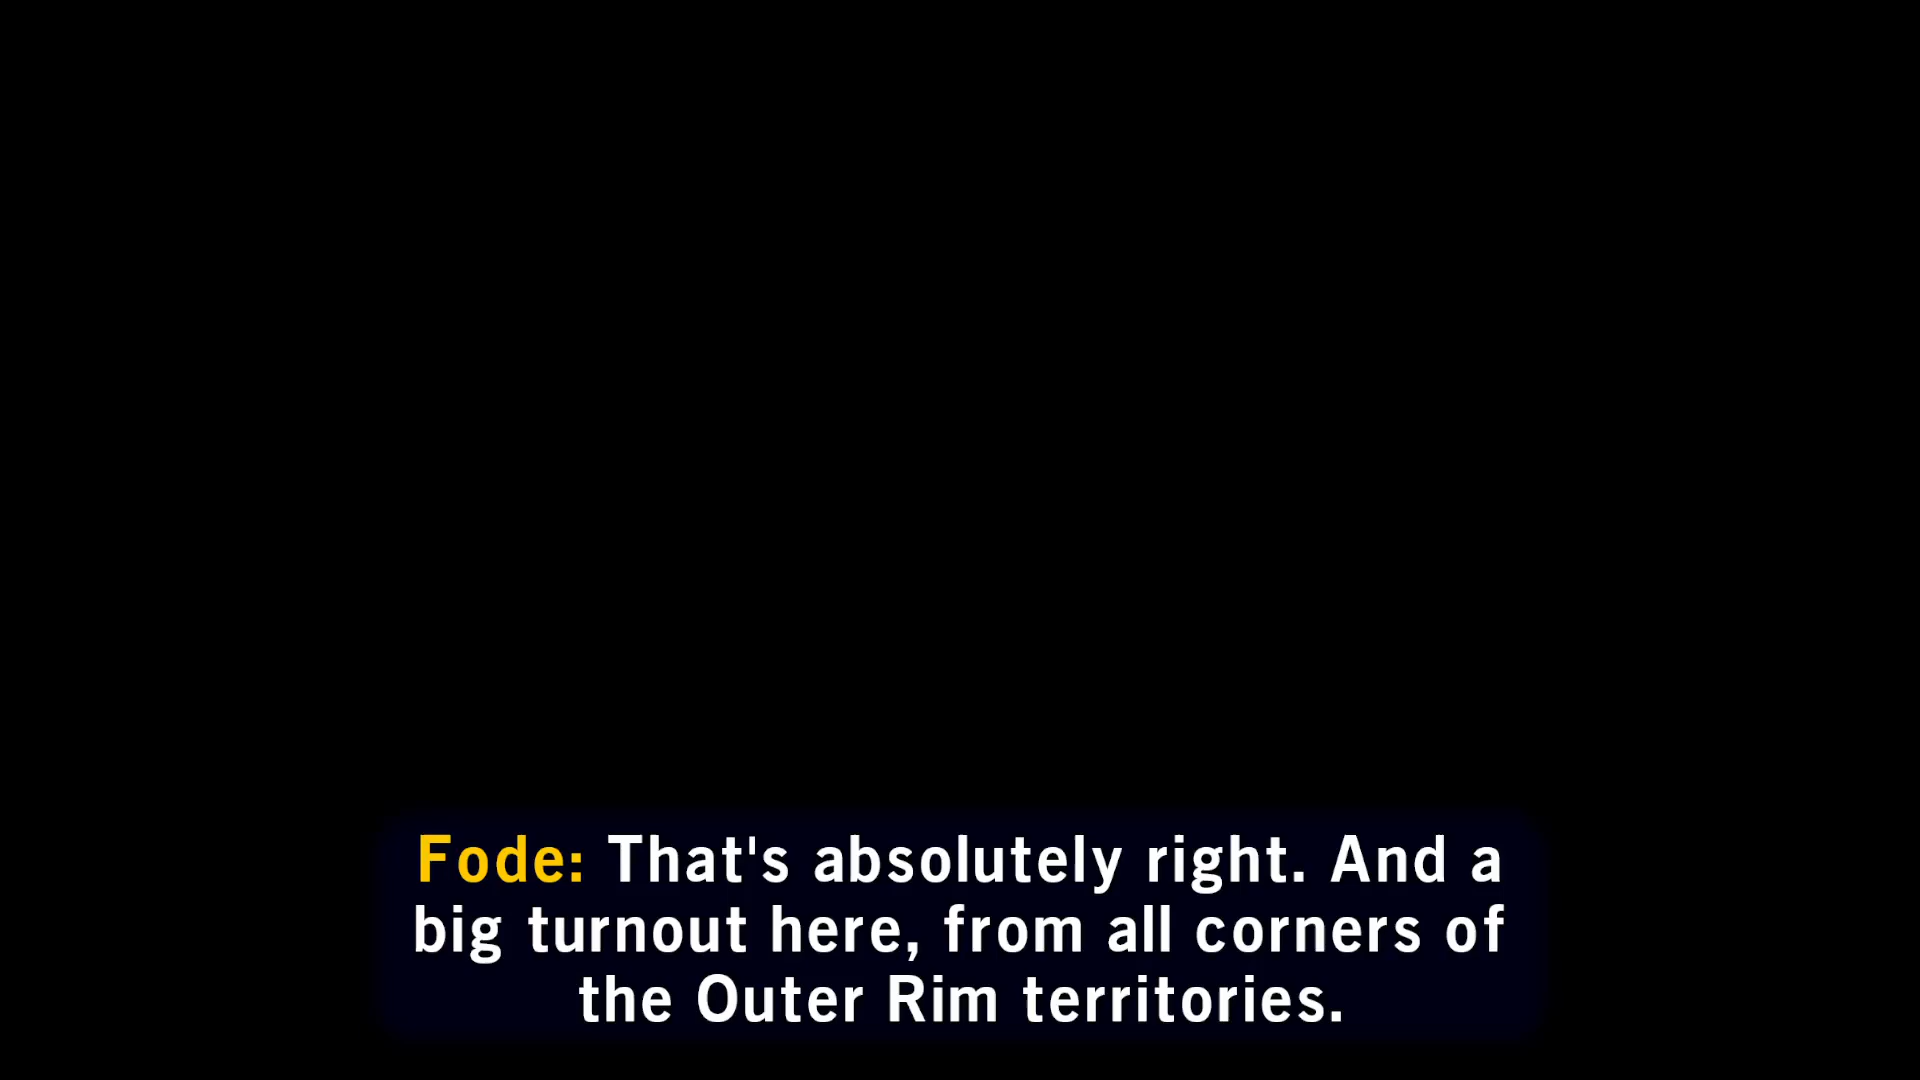 Fode: That's absolutely right. And a
big turnout here, from all corners of
the Outer Rim territories.